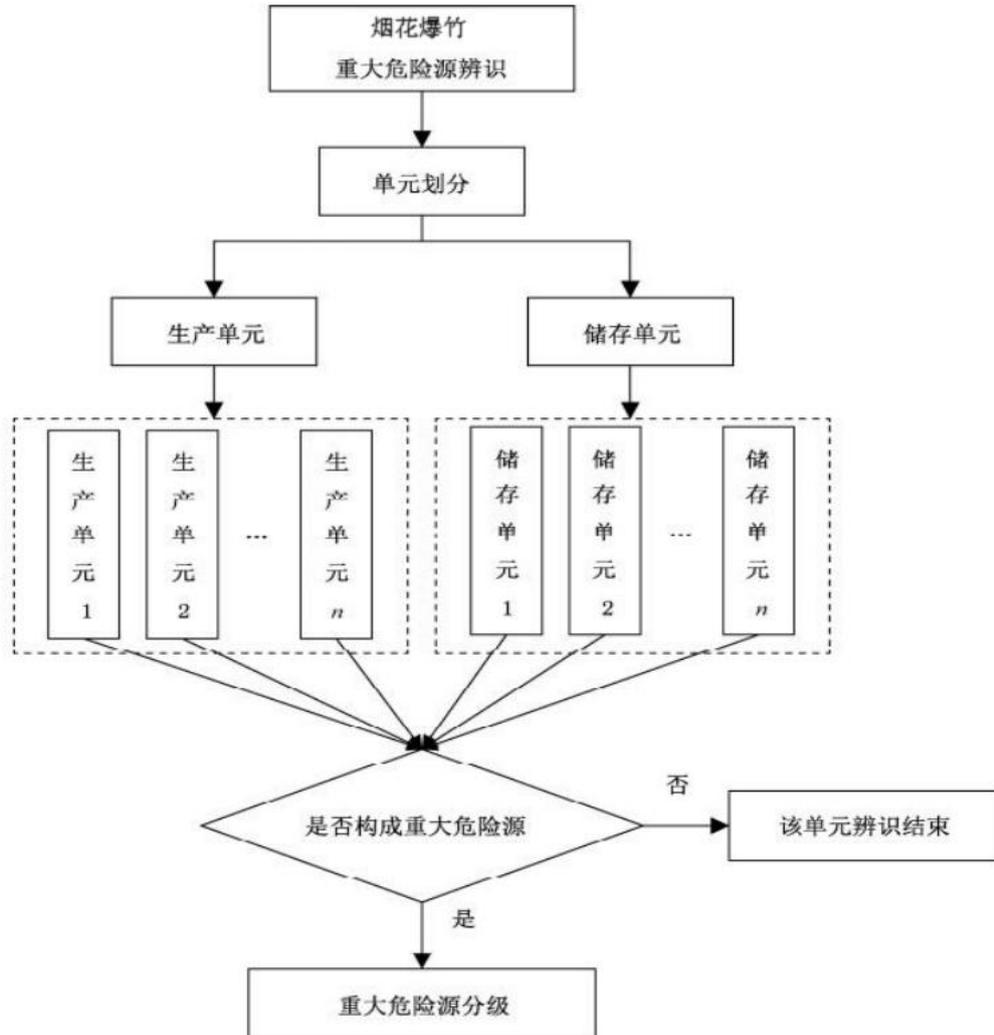 烟花爆竹
重大危险源辨识
单元划分
生产单元
储存单元
生产单元1
生产单元2
…
生产单元n
储存单元1
储存单元2
…
储存单元n
是否构成重大危险源
否
该单元辨识结束
是
重大危险源分级